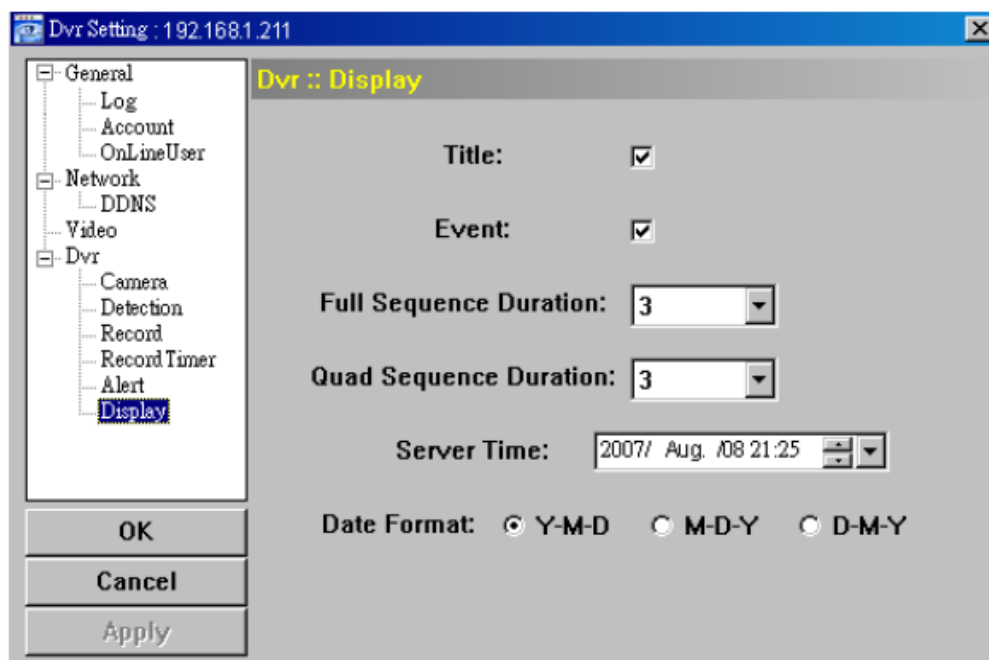 Dvr Setting : 192.168.1.211
General
Log
Account
OnLineUser
Network
DDNS
Video
Dvr
Camera
Detection
Record
Record Timer
Alert
Display
OK
Cancel
Apply
Dvr :: Display
Title:
Event:
Full Sequence Duration: 3
Quad Sequence Duration: 3
Server Time: 2007/ Aug. /08 21:25
Date Format: Y-M-D M-D-Y D-M-Y